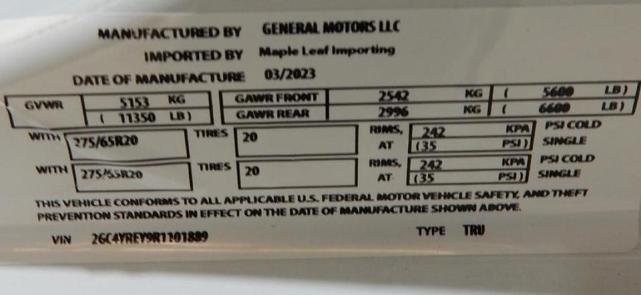 MANUFACTURED BY GENERAL MOTORS LLC
IMPORTED BY Maple Leaf Importing
DATE OF MANUFACTURE 03/2023
GVWR 5153 KG GAWR FRONT 2542 KG ( 5600 LB )
( 11350 LB ) GAWR REAR 2996 KG ( 6600 LB )
WITH 275/65R20 TIRES 20 RIMS, 242 KPA PSI COLD
AT (35 PSI ) SINGLE
WITH 275/55R20 TIRES 20 RIMS, 242 KPA PSI COLD
AT (35 PSI ) SINGLE
THIS VEHICLE CONFORMS TO ALL APPLICABLE U.S. FEDERAL MOTOR VEHICLE SAFETY, AND THEFT
PREVENTION STANDARDS IN EFFECT ON THE DATE OF MANUFACTURE SHOWN ABOVE.
VIN 2GC4YREY9R1101889 TYPE TRU